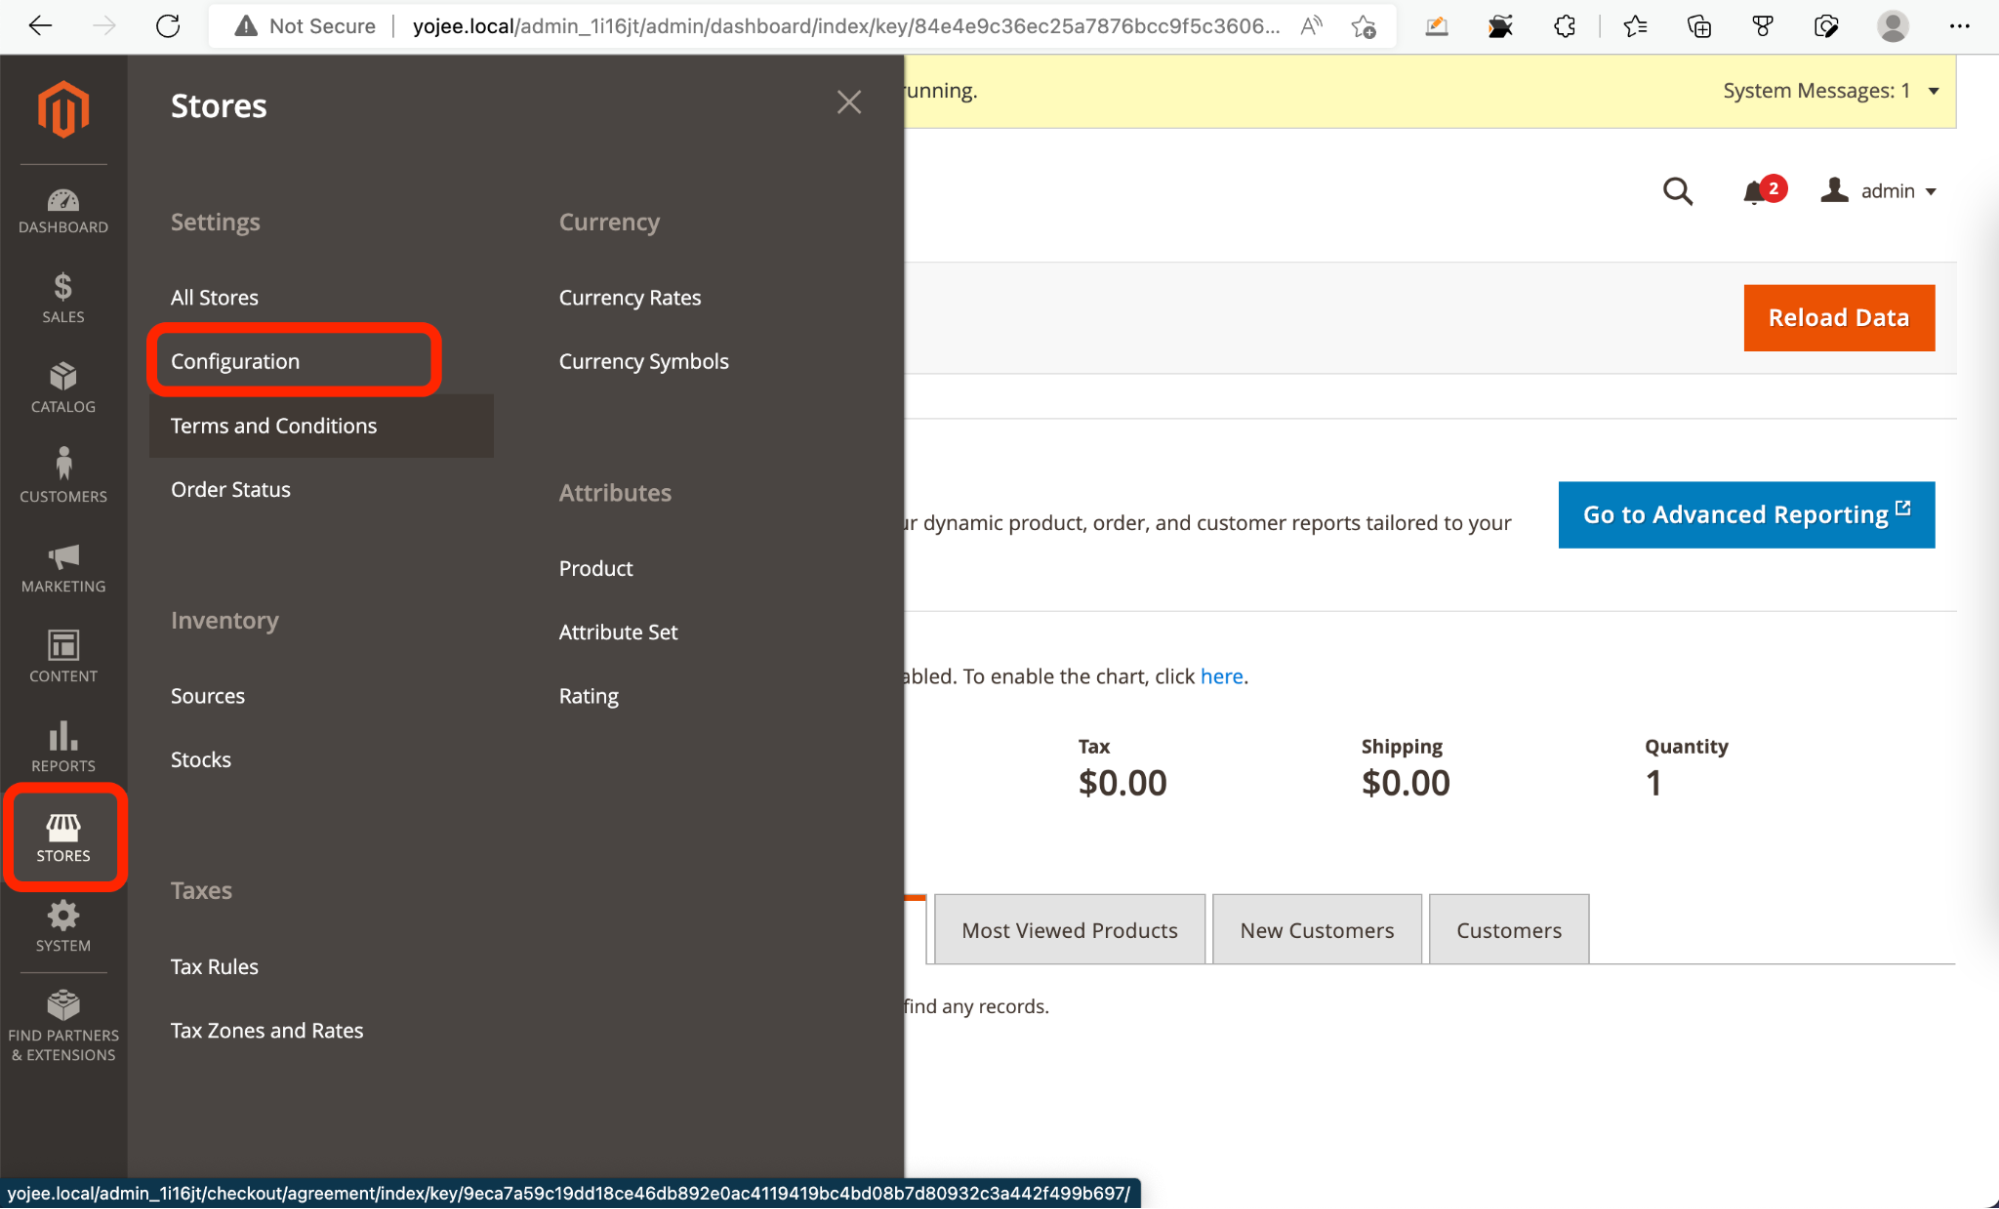 Not Secure
yojee.local/admin_1i16jt/admin/dashboard/index/key/84e4e9c36ec25a7876bcc9f5c3606...
Stores
running.
System Messages: 1
2
admin
DASHBOARD
SALES
CATALOG
CUSTOMERS
MARKETING
CONTENT
REPORTS
STORES
SYSTEM
FIND PARTNERS
& EXTENSIONS
Settings
All Stores
Configuration
Terms and Conditions
Order Status
Inventory
Sources
Stocks
Taxes
Tax Rules
Tax Zones and Rates
Currency
Currency Rates
Currency Symbols
Attributes
Product
Attribute Set
Rating
Reload Data
ur dynamic product, order, and customer reports tailored to your
Go to Advanced Reporting
abled. To enable the chart, click here.
Tax
$0.00
Shipping
$0.00
Quantity
1
Most Viewed Products
New Customers
Customers
find any records.
yojee.local/admin_1i16jt/checkout/agreement/index/key/9eca7a59c19dd18ce46db892e0ac4119419bc4bd08b7d80932c3a442f499b697/